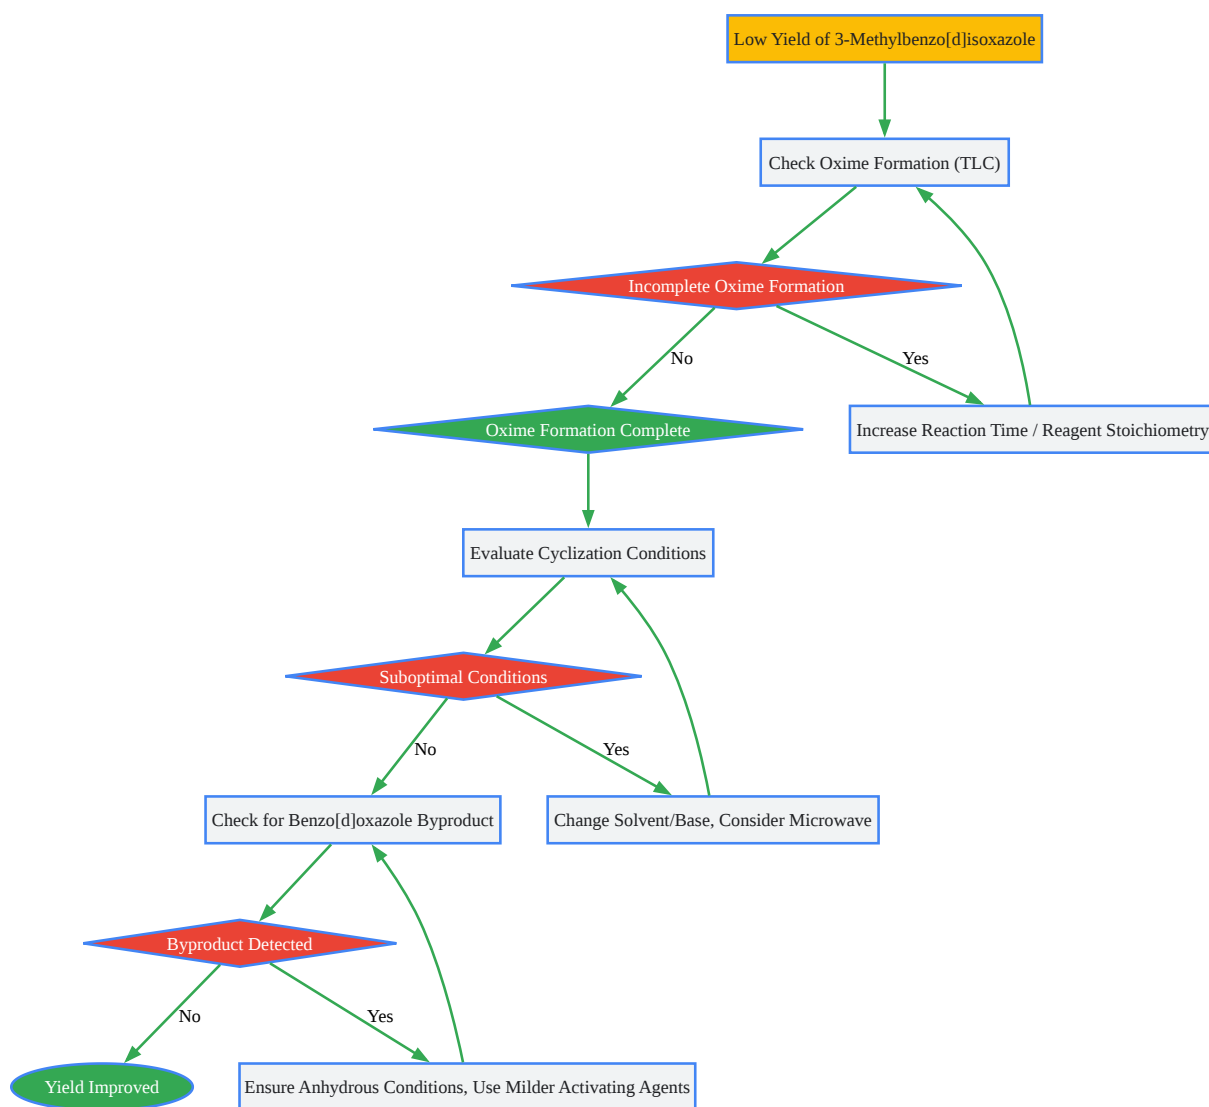 Low Yield of 3-Methylbenzo[d]isoxazole
Check Oxime Formation (TLC)
Incomplete Oxime Formation
No
Yes
Oxime Formation Complete
Increase Reaction Time / Reagent Stoichiometry
Evaluate Cyclization Conditions
Suboptimal Conditions
No
Yes
Check for Benzo[d]oxazole Byproduct
Change Solvent/Base, Consider Microwave
Byproduct Detected
No
Yes
Yield Improved
Ensure Anhydrous Conditions, Use Milder Activating Agents